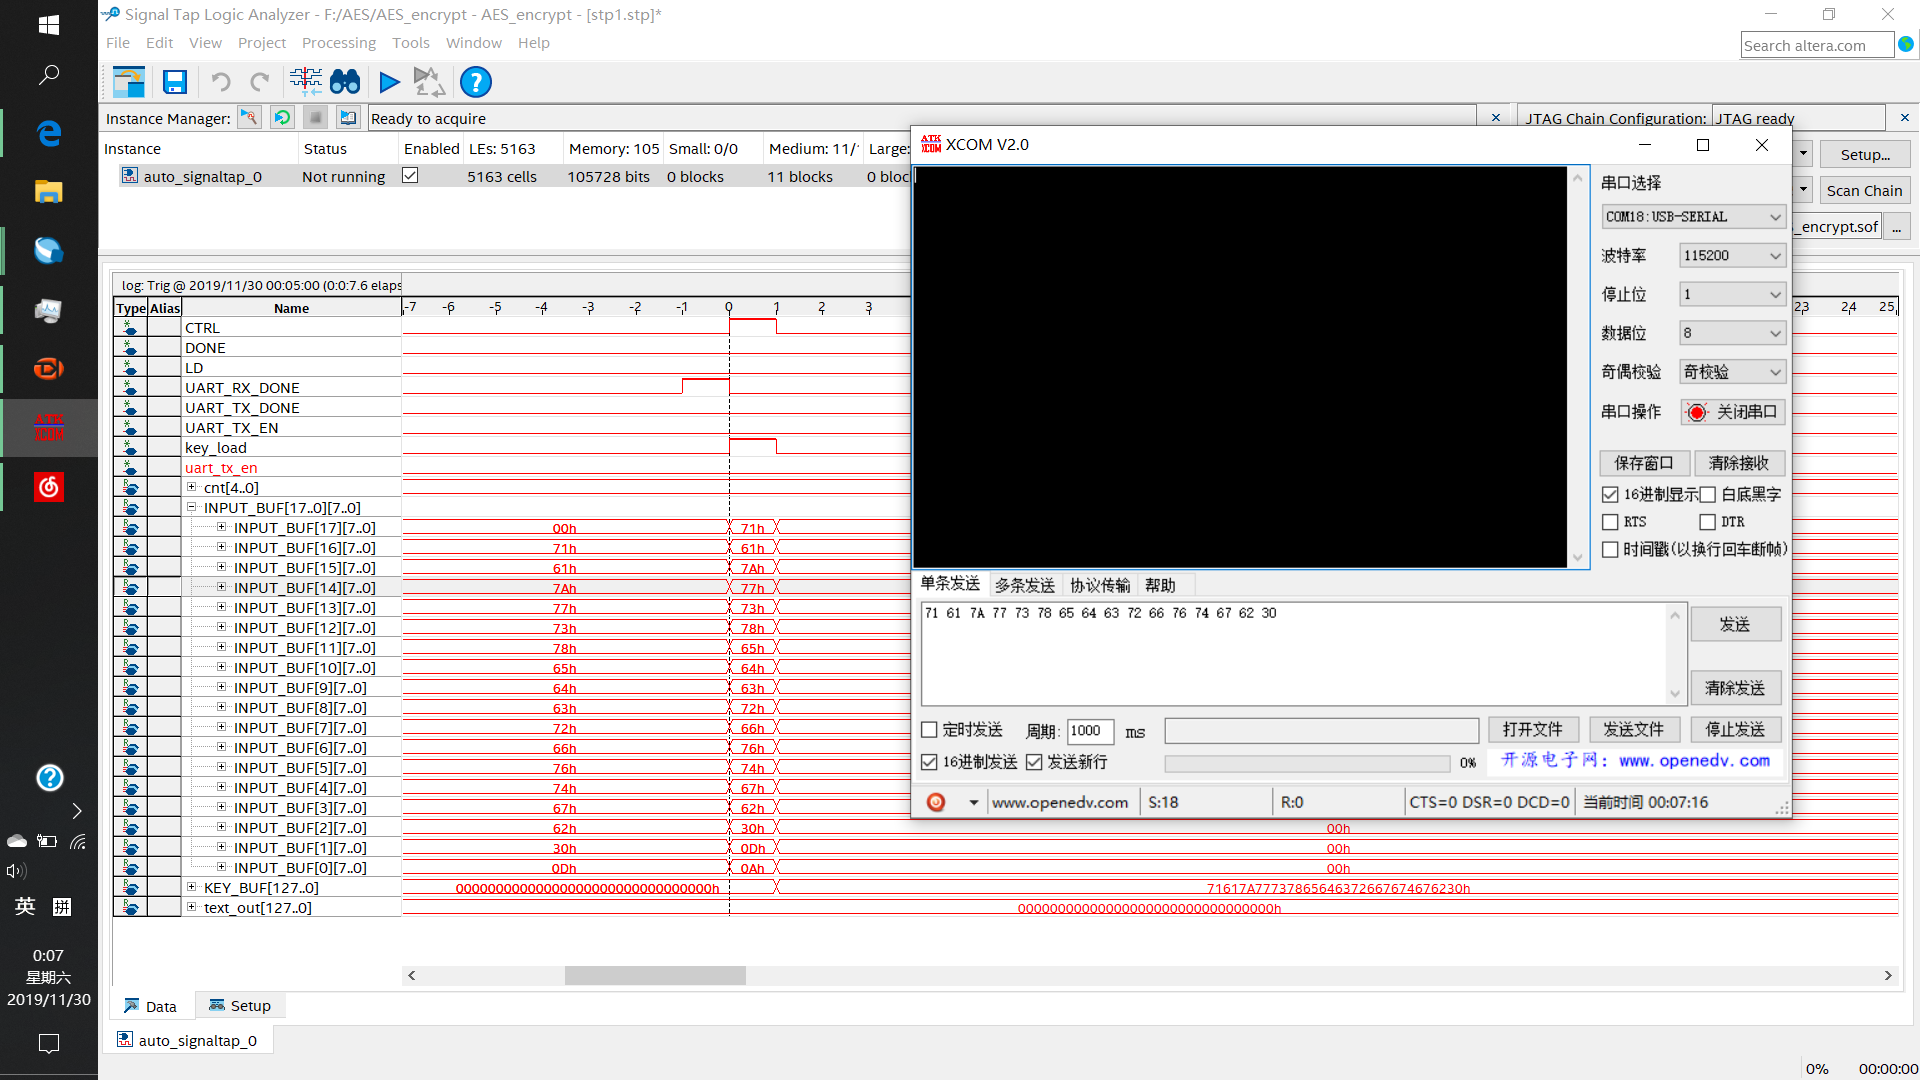 Signal Tap Logic Analyzer - F:/AES/AES_encrypt - AES_encrypt - [stp1.stp]*
File Edit View Project Processing Tools Window Help
Search altera.com
Instance Manager: Ready to acquire
JTAG Chain Configuration: JTAG ready
Instance Status Enabled LEs: 5163 Memory: 105 Small: 0/0 Medium: 11/ Large:
auto_signaltap_0 Not running 5163 cells 105728 bits 0 blocks 11 blocks 0 bloc
Setup...
Scan Chain
_encrypt.sof ...
log: Trig @ 2019/11/30 00:05:00 (0:0:7.6 elaps
Type Alias Name -7 -6 -5 -4 -3 -2 -1 0 1 2 3 23 24 25
CTRL
DONE
LD
UART_RX_DONE
UART_TX_DONE
UART_TX_EN
key_load
uart_tx_en
cnt[4..0]
INPUT_BUF[17..0][7..0]
INPUT_BUF[17][7..0] 00h 71h
INPUT_BUF[16][7..0] 71h 61h
INPUT_BUF[15][7..0] 61h 7Ah
INPUT_BUF[14][7..0] 7Ah 77h
INPUT_BUF[13][7..0] 77h 73h
INPUT_BUF[12][7..0] 73h 78h
INPUT_BUF[11][7..0] 78h 65h
INPUT_BUF[10][7..0] 65h 64h
INPUT_BUF[9][7..0] 64h 63h
INPUT_BUF[8][7..0] 63h 72h
INPUT_BUF[7][7..0] 72h 66h
INPUT_BUF[6][7..0] 66h 76h
INPUT_BUF[5][7..0] 76h 74h
INPUT_BUF[4][7..0] 74h 67h
INPUT_BUF[3][7..0] 67h 62h
INPUT_BUF[2][7..0] 62h 30h 00h
INPUT_BUF[1][7..0] 30h 0Dh 00h
INPUT_BUF[0][7..0] 0Dh 0Ah 00h
KEY_BUF[127..0] 00000000000000000000000000000000h 71617A77737865646372667674676230h
text_out[127..0] 00000000000000000000000000000000h
Data Setup
auto_signaltap_0
0% 00:00:00
ATK XCOM XCOM V2.0
串口选择
COM18:USB-SERIAL
波特率 115200
停止位 1
数据位 8
奇偶校验 奇校验
串口操作 关闭串口
保存窗口 清除接收
16进制显示 白底黑字
RTS DTR
时间戳(以换行回车断帧)
单条发送 多条发送 协议传输 帮助
71 61 7A 77 73 78 65 64 63 72 66 76 74 67 62 30
发送
清除发送
定时发送 周期: 1000 ms 打开文件 发送文件 停止发送
16进制发送 发送新行 0% 开源电子网：www.openedv.com
www.openedv.com S:18 R:0 CTS=0 DSR=0 DCD=0 当前时间 00:07:16
ATK
XCOM
英 拼
0:07
星期六
2019/11/30